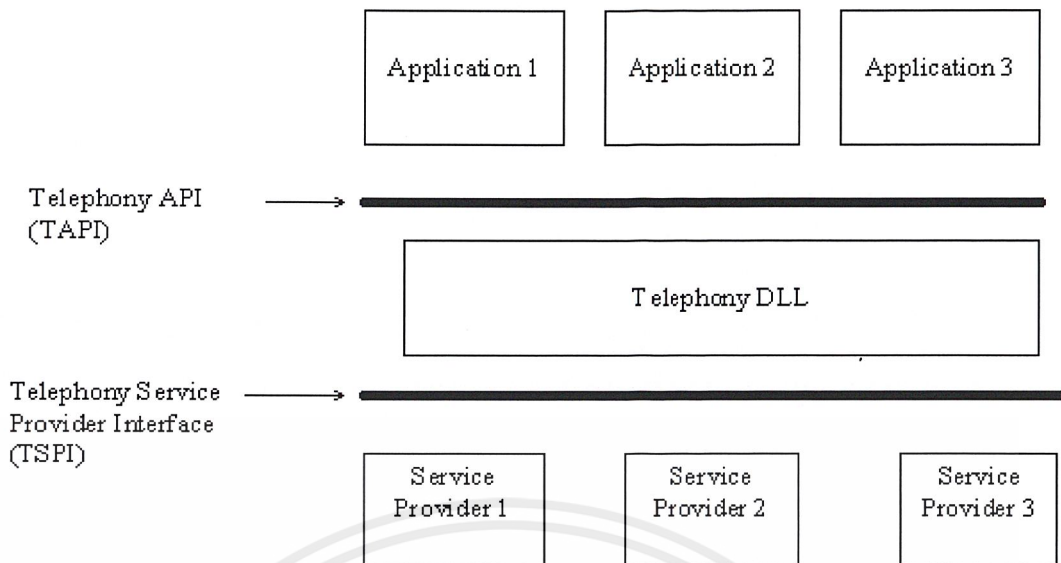 Application 1
Application 2
Application 3
Telephony API
(TAPI)
Telephony DLL
Telephony Service
Provider Interface
(TSPI)
Service
Provider 1
Service
Provider 2
Service
Provider 3